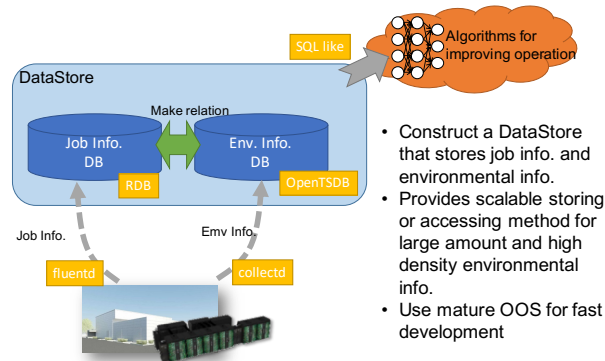 SQL like
Algorithms for
improving operation
DataStore
Make relation
Job Info.
DB
Env. Info.
DB
RDB
OpenTSDB
Job Info.
Emv Info.
fluentd
collectd
• Construct a DataStore
that stores job info. and
environmental info.
• Provides scalable storing
or accessing method for
large amount and high
density environmental
info.
• Use mature OOS for fast
development